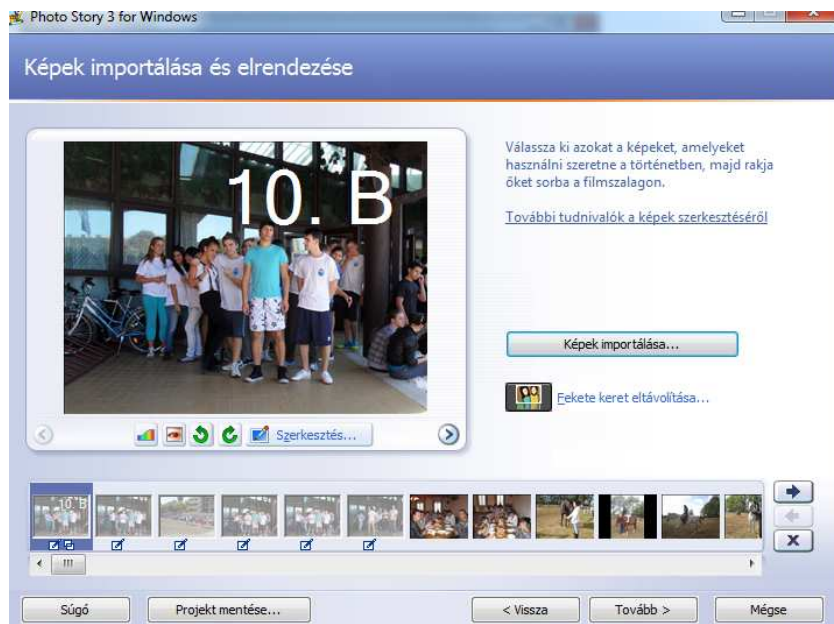 Photo Story 3 for Windows
Képek importálása és elrendezése
10. B
Válassza ki azokat a képeket, amelyeket
használni szeretne a történetben, majd rakja
őket sorba a filmszalagon.
További tudnivalók a képek szerkesztéséről
Képek importálása...
Fekete keret eltávolítása...
Szerkesztés...
10. B
Súgó
Projekt mentése...
< Vissza
Tovább >
Mégse